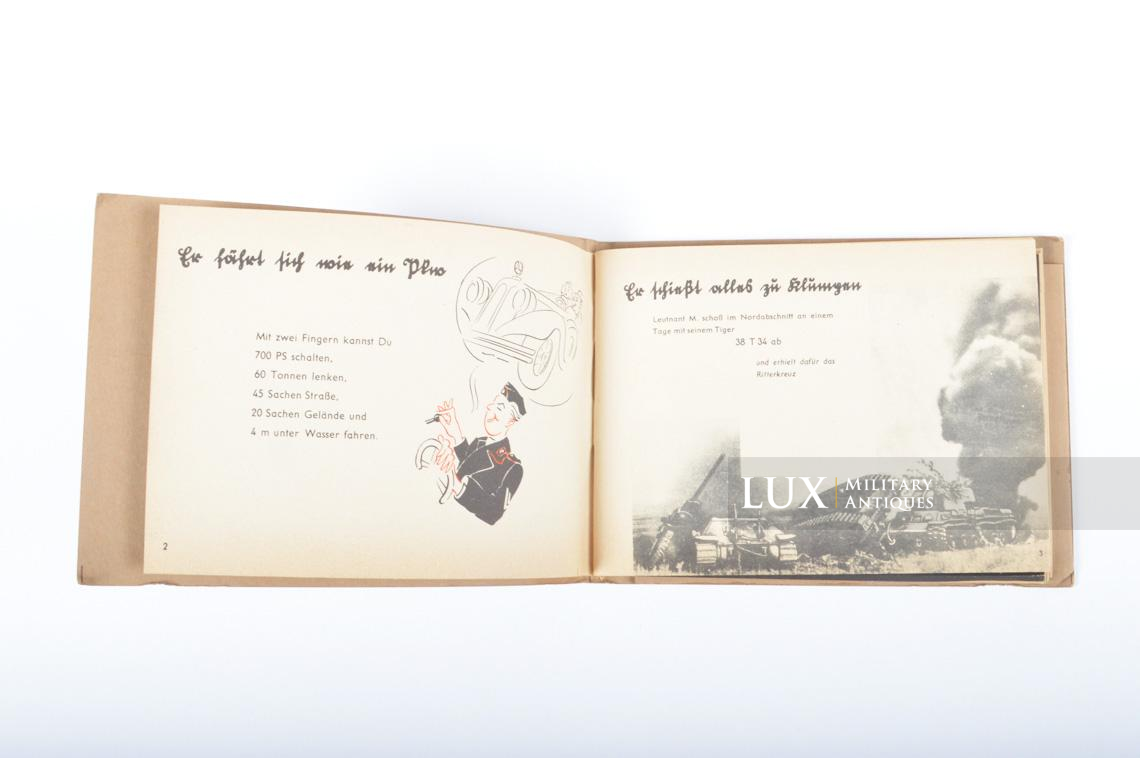 Er fährt sich wie ein Pkw
Mit zwei Fingern kannst Du
700 PS schalten,
60 Tonnen lenken,
45 Sachen Straße,
20 Sachen Gelände und
4 m unter Wasser fahren.
2
Er schießt alles zu Klumpen
Leutnant M. schoß im Nordabschnitt an einem
Tage mit seinem Tiger
38 T 34 ab
und erhielt dafür das
Ritterkreuz
3
LUX MILITARY
ANTIQUES